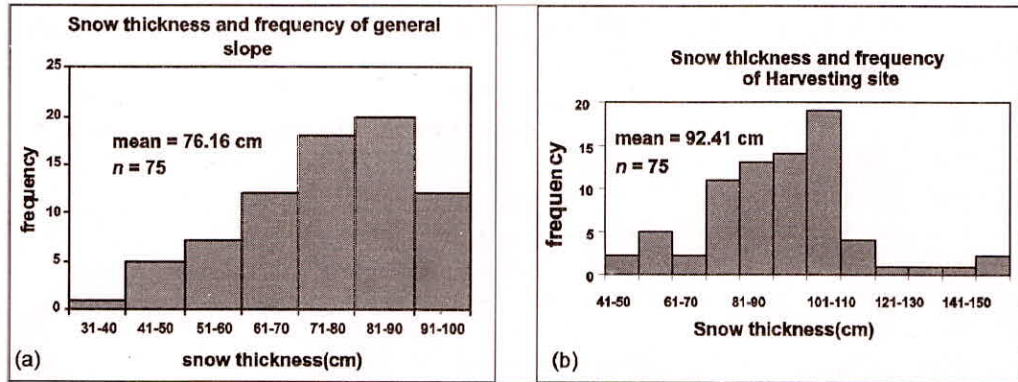 Snow thickness and frequency of general
slope
25
20
15
10
5
0
frequency
mean = 76.16 cm
n = 75
31-40 41-50 51-60 61-70 71-80 81-90 91-100
snow thickness(cm)
(a)
Snow thickness and frequency
of Harvesting site
20
15
10
5
0
frequency
mean = 92.41 cm
n = 75
41-50 61-70 81-90 101-110 121-130 141-150
Snow thickness(cm)
(b)